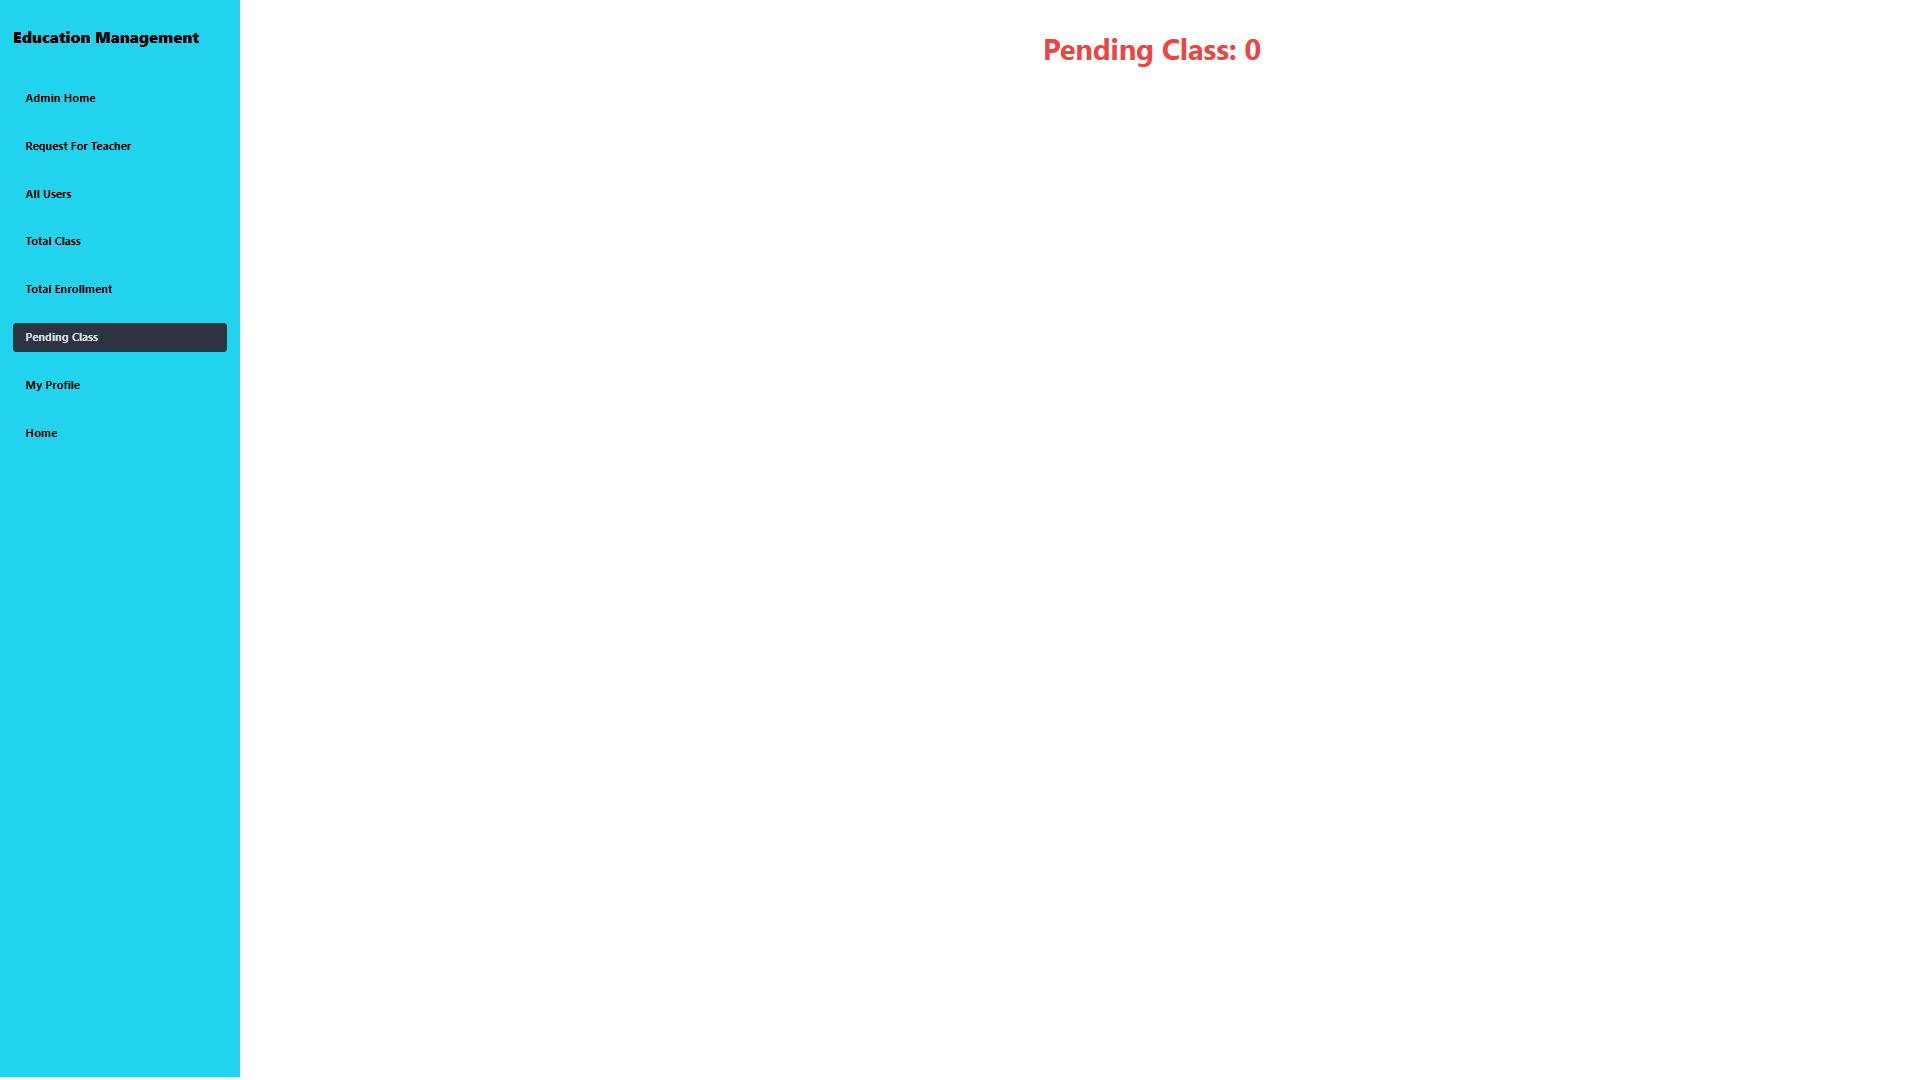 Education Management
Admin Home
Request For Teacher
All Users
Total Class
Total Enrollment
Pending Class
My Profile
Home
Pending Class: 0